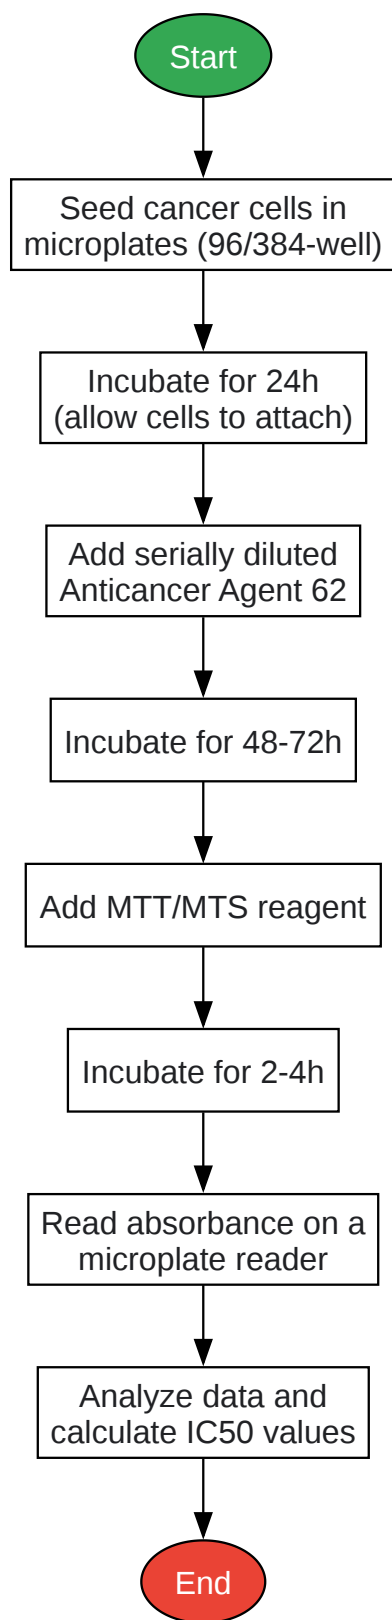 Start
Seed cancer cells in
microplates (96/384-well)
Incubate for 24h
(allow cells to attach)
Add serially diluted
Anticancer Agent 62
Incubate for 48-72h
Add MTT/MTS reagent
Incubate for 2-4h
Read absorbance on a
microplate reader
Analyze data and
calculate IC50 values
End